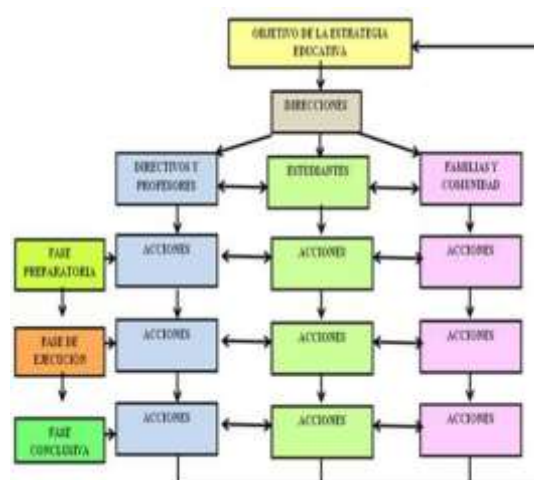 OBJETIVO DE LA ESTRATEGIA
EDUCATIVA
DIRECCIONES
DIRECTIVOS Y
PROFESORES
ESTUDIANTES
FAMILIAS Y
COMUNIDAD
FASE
PREPARATORIA
ACCIONES
ACCIONES
ACCIONES
FASE DE
EJECUCIÓN
ACCIONES
ACCIONES
ACCIONES
FASE
CONCLUSIVA
ACCIONES
ACCIONES
ACCIONES